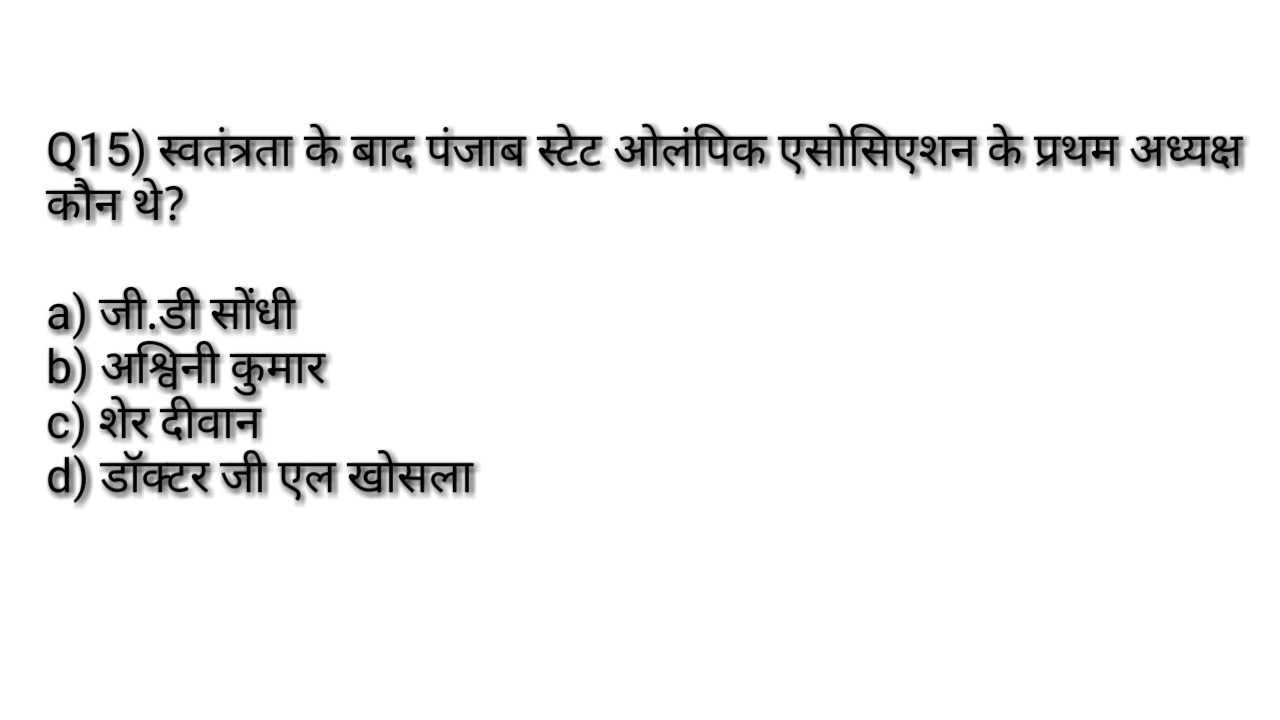 Q15) स्वतंत्रता के बाद पंजाब स्टेट ओलंपिक एसोसिएशन के प्रथम अध्यक्ष
कौन थे?
a) जी.डी सोंधी
b) अश्विनी कुमार
c) शेर दीवान
d) डॉक्टर जी एल खोसला